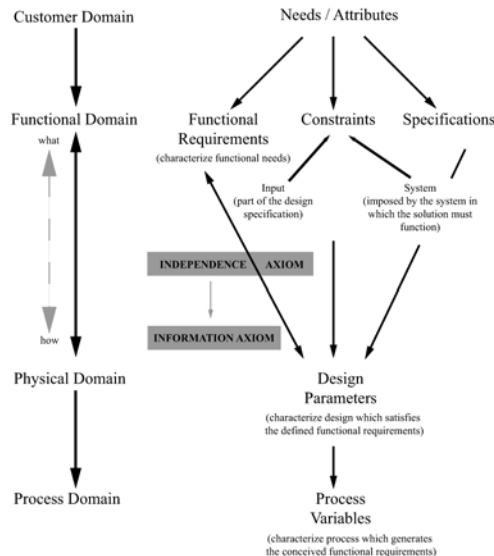 Customer Domain
Needs / Attributes
Functional Domain
Functional
Requirements
(characterize functional needs)
Constraints
Specifications
what
Input
(part of the design
specification)
System
(imposed by the system in
which the solution must
function)
INDEPENDENCE AXIOM
INFORMATION AXIOM
how
Physical Domain
Design
Parameters
(characterize design which satisfies
the defined functional requirements)
Process Domain
Process
Variables
(characterize process which generates
the conceived functional requirements)